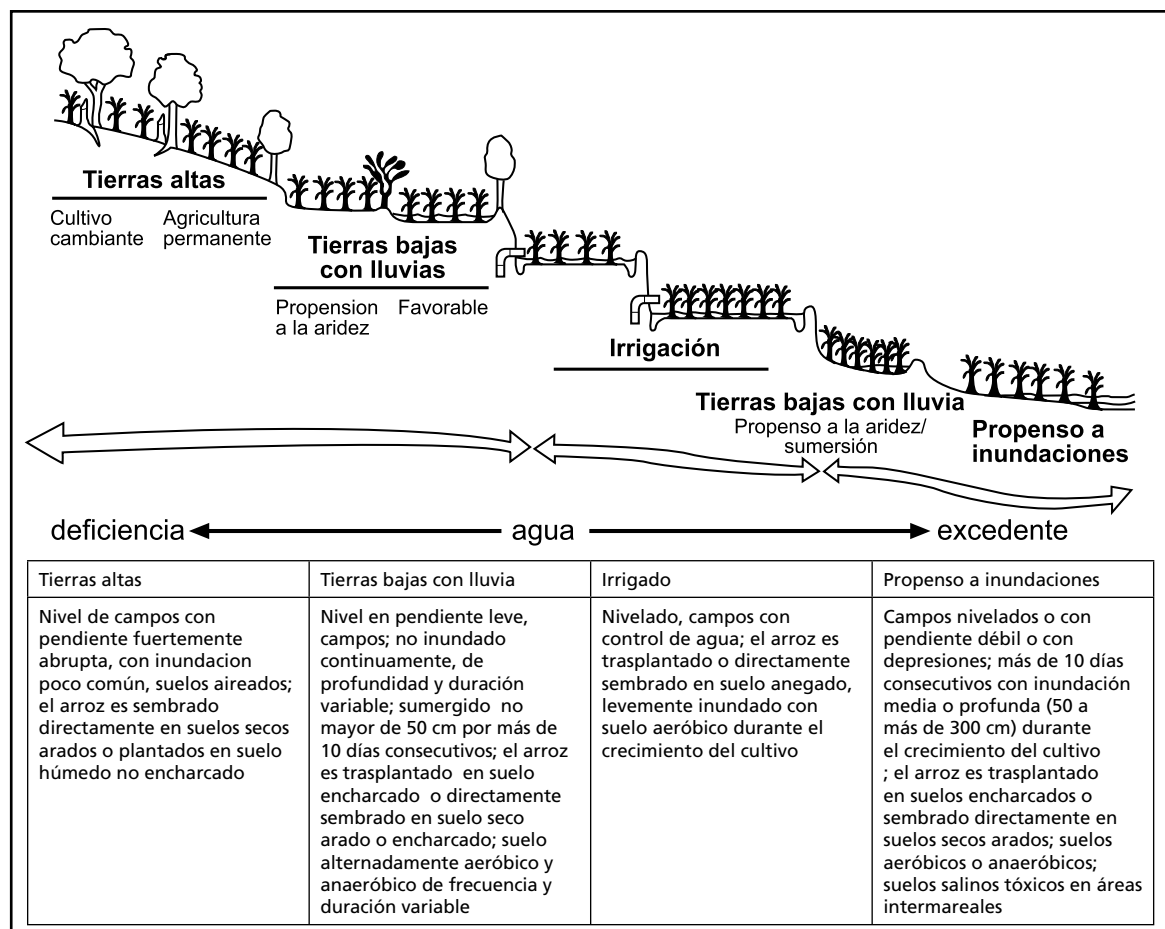 Tierras altas
Cultivo
cambiante
Agricultura
permanente
Tierras bajas
con lluvias
Propension
a la aridez
Favorable
Irrigación
Tierras bajas con lluvia
Propenso a la aridez/
sumersión
Propenso a
inundaciones
deficiencia
agua
excedente
Tierras altas
Nivel de campos con
pendiente fuertemente
abrupta, con inundacion
poco común, suelos aireados;
el arroz es sembrado
directamente en suelos secos
arados o plantados en suelo
húmedo no encharcado
Tierras bajas con lluvia
Nivel en pendiente leve,
campos; no inundado
continuamente, de
profundidad y duración
variable; sumergido no
mayor de 50 cm por más de
10 días consecutivos; el arroz
es trasplantado en suelo
encharcado o directamente
sembrado en suelo seco
arado o encharcado; suelo
alternadamente aeróbico y
anaeróbico de frecuencia y
duración variable
Irrigado
Nivelado, campos con
control de agua; el arroz es
trasplantado o directamente
sembrado en suelo anegado,
levemente inundado con
suelo aeróbico durante el
crecimiento del cultivo
Propenso a inundaciones
Campos nivelados o con
pendiente débil o con
depresiones; más de 10 días
consecutivos con inundación
media o profunda (50 a
más de 300 cm) durante
el crecimiento del cultivo
; el arroz es trasplantado
en suelos encharcados o
sembrado directamente en
suelos secos arados; suelos
aeróbicos o anaeróbicos;
suelos salinos tóxicos en áreas
intermareales